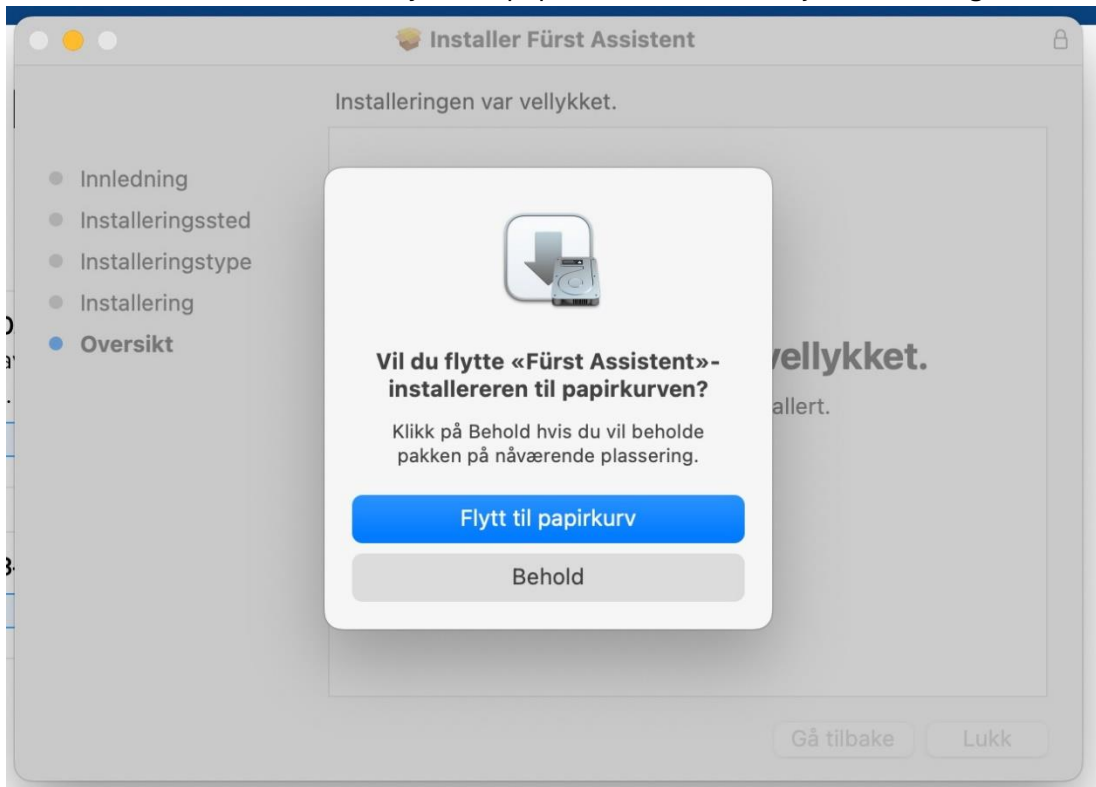 Installer Fürst Assistent
Installeringen var vellykket.
Innledning
Installeringssted
Installeringstype
Installering
Oversikt
vellykket.
allert.
Vil du flytte «Fürst Assistent»-
installereren til papirkurven?
Klikk på Behold hvis du vil beholde
pakken på nåværende plassering.
Flytt til papirkurv
Behold
Gå tilbake
Lukk